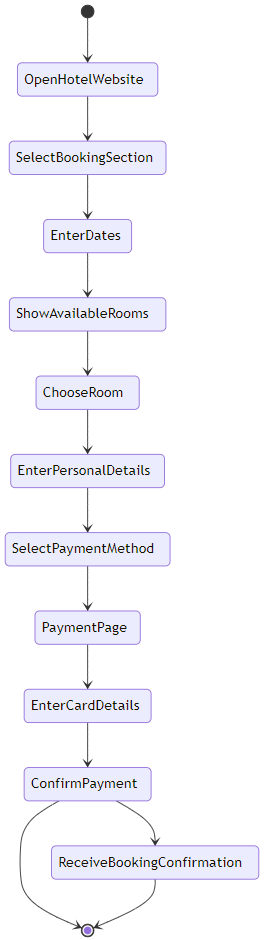 OpenHotelWebsite
SelectBookingSection
EnterDates
ShowAvailableRooms
ChooseRoom
EnterPersonalDetails
SelectPaymentMethod
PaymentPage
EnterCardDetails
ConfirmPayment
ReceiveBookingConfirmation